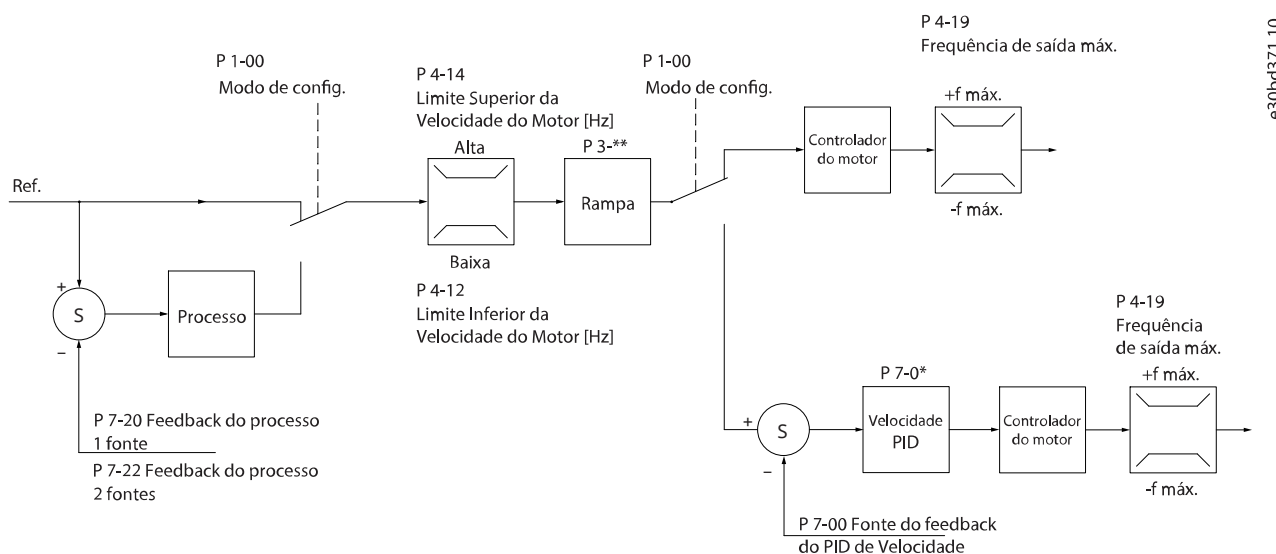 P 1-00
Modo de config.
P 4-14
Limite Superior da
Velocidade do Motor [Hz]
Alta
Baixa
P 4-12
Limite Inferior da
Velocidade do Motor [Hz]
P 3-**
Rampa
P 1-00
Modo de config.
Controlador
do motor
P 4-19
Frequência de saída máx.
+f máx.
-f máx.
e30bd371.10
Ref.
+
S
–
Processo
P 7-20 Feedback do processo
1 fonte
P 7-22 Feedback do processo
2 fontes
+
S
–
P 7-0*
Velocidade
PID
Controlador
do motor
P 4-19
Frequência
de saída máx.
+f máx.
-f máx.
P 7-00 Fonte do feedback
do PID de Velocidade